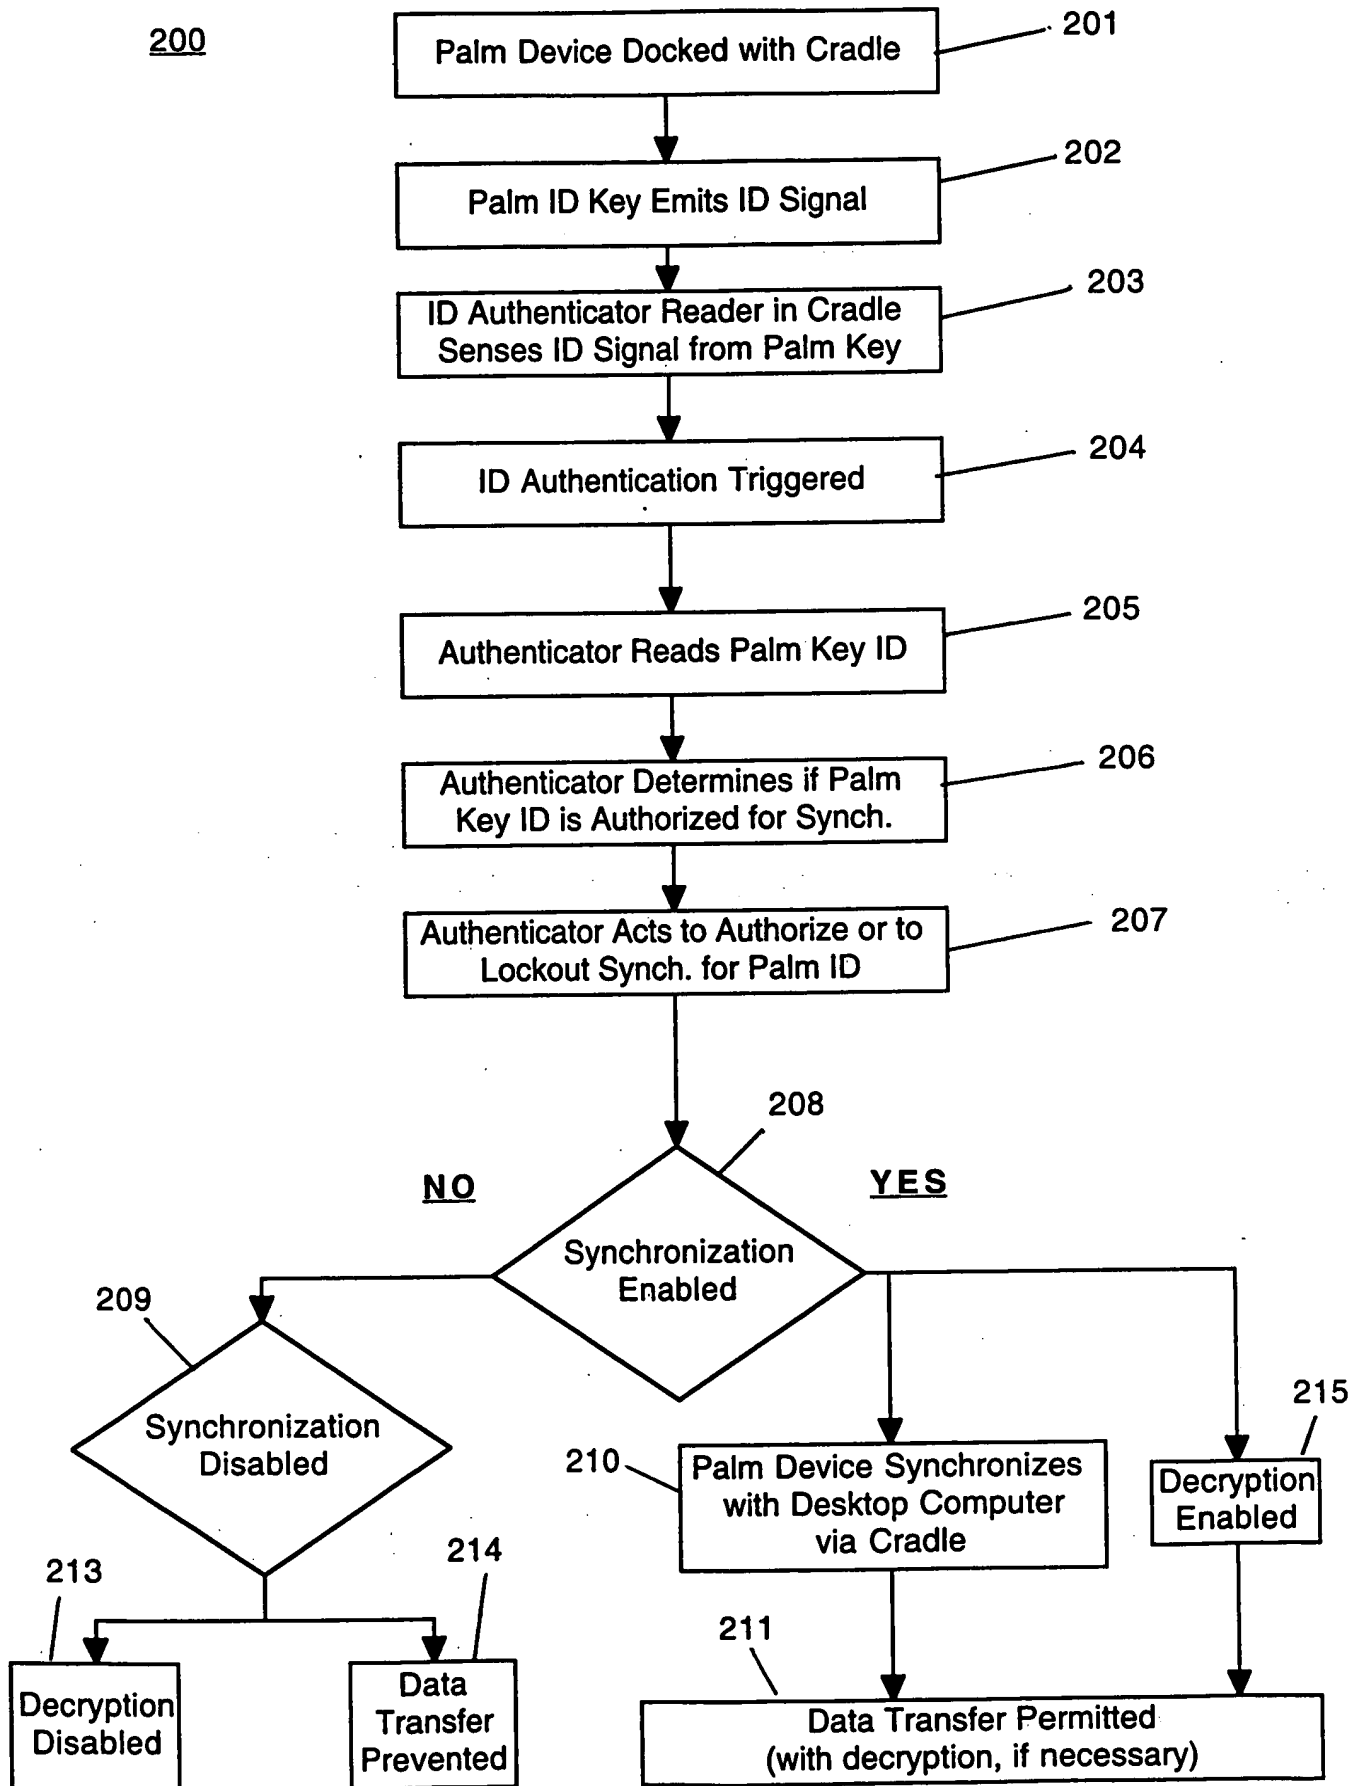 200
Palm Device Docked with Cradle
201
Palm ID Key Emits ID Signal
202
ID Authenticator Reader in Cradle
Senses ID Signal from Palm Key
203
ID Authentication Triggered
204
Authenticator Reads Palm Key ID
205
Authenticator Determines if Palm
Key ID is Authorized for Synch.
206
Authenticator Acts to Authorize or to
Lockout Synch. for Palm ID
207
208
NO
YES
Synchronization
Enabled
209
Synchronization
Disabled
210
Palm Device Synchronizes
with Desktop Computer
via Cradle
215
Decryption
Enabled
213
Decryption
Disabled
214
Data
Transfer
Prevented
211
Data Transfer Permitted
(with decryption, if necessary)